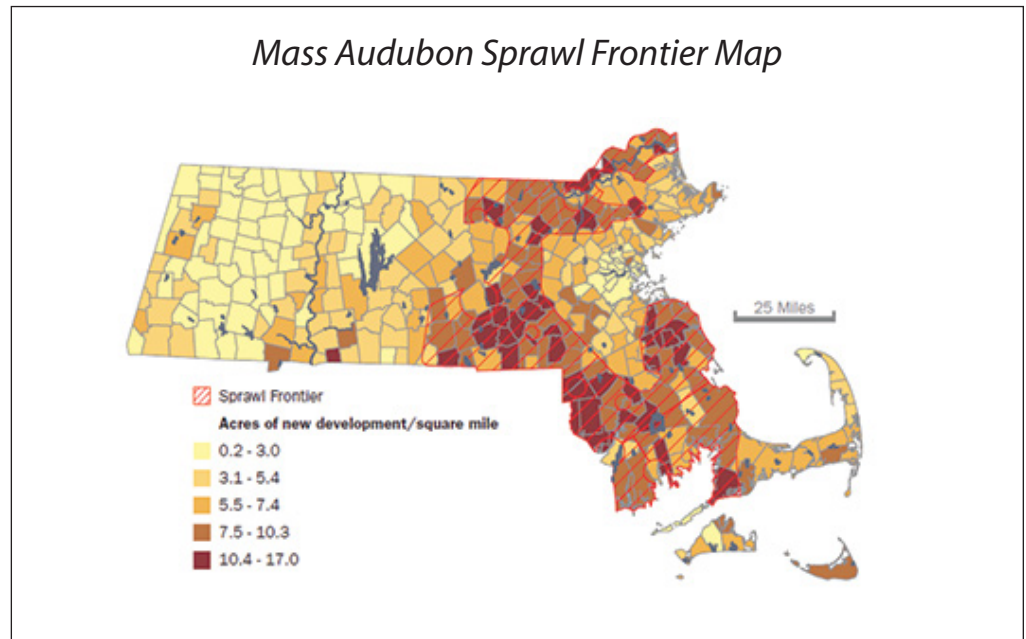 Mass Audubon Sprawl Frontier Map
25 Miles
Sprawl Frontier
Acres of new development/square mile
0.2 - 3.0
3.1 - 5.4
5.5 - 7.4
7.5 - 10.3
10.4 - 17.0